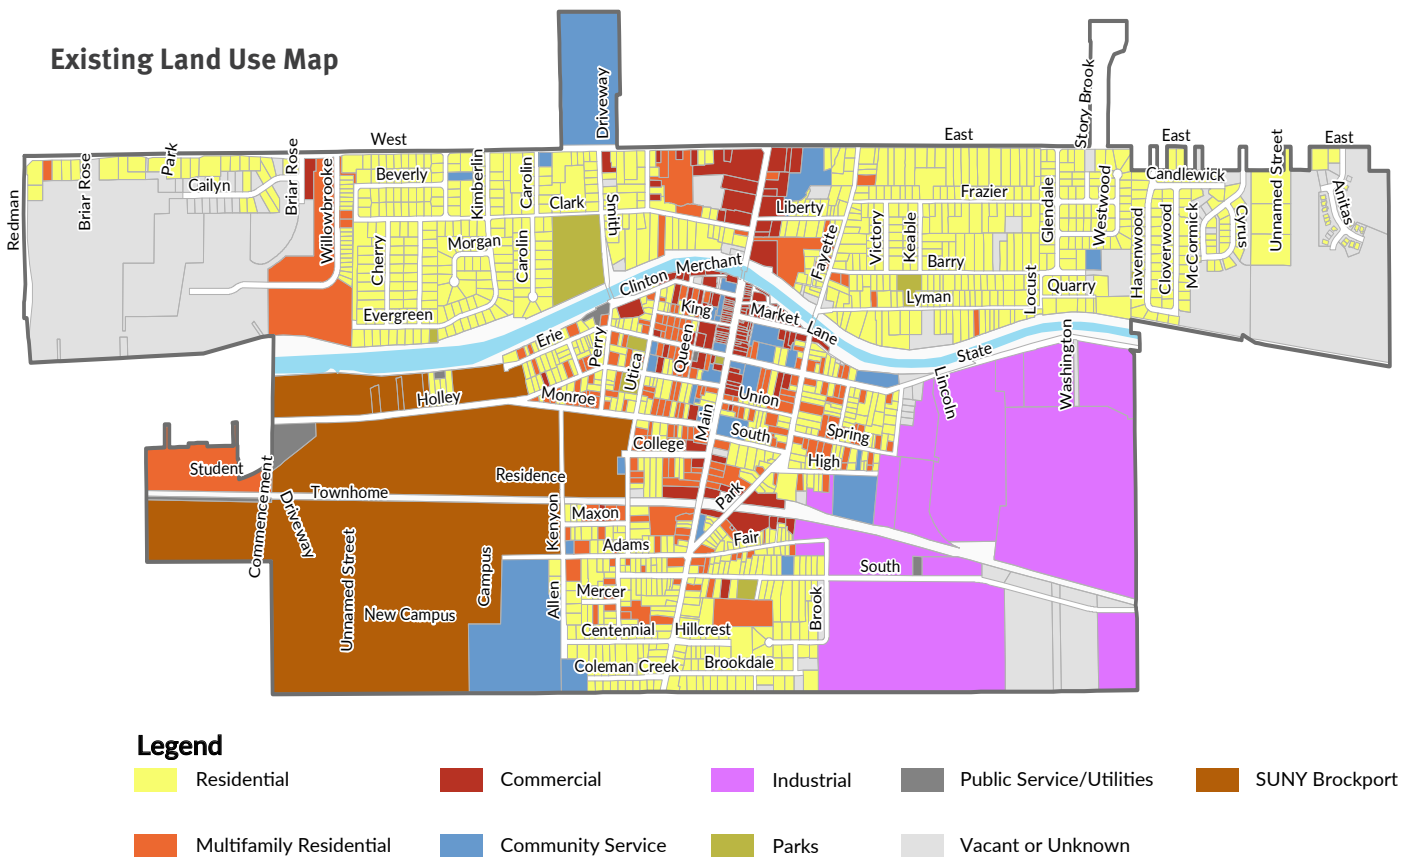 Existing Land Use Map
Driveway
Story Brook
West
East
East
East
Redman
Briar Rose
Park
Cailyn
Briar Rose
Willowbrooke
Beverly
Kimberlin
Carolin
Clark
Smith
Liberty
Frazier
Glendale
Westwood
Candlewick
Unnamed Street
Anitas
Cherry
Morgan
Carolin
Evergreen
Clinton
Merchant
Fayette
Victory
Keable
Barry
Lyman
Locust
Quarry
Havenwood
Cloverwood
McCormick
Cyrus
Erie
Perry
King
Queen
Market
Lane
Utica
State
Lincoln
Washington
Holley
Monroe
Main
Union
South
Spring
College
High
Student
Residence
Townhome
Commencement
Driveway
Unnamed Street
Kenyon
Maxon
Park
Adams
Fair
South
Campus
New Campus
Allen
Mercer
Brook
Centennial
Hillcrest
Coleman Creek
Brookdale
Legend
Residential
Commercial
Industrial
Public Service/Utilities
SUNY Brockport
Multifamily Residential
Community Service
Parks
Vacant or Unknown